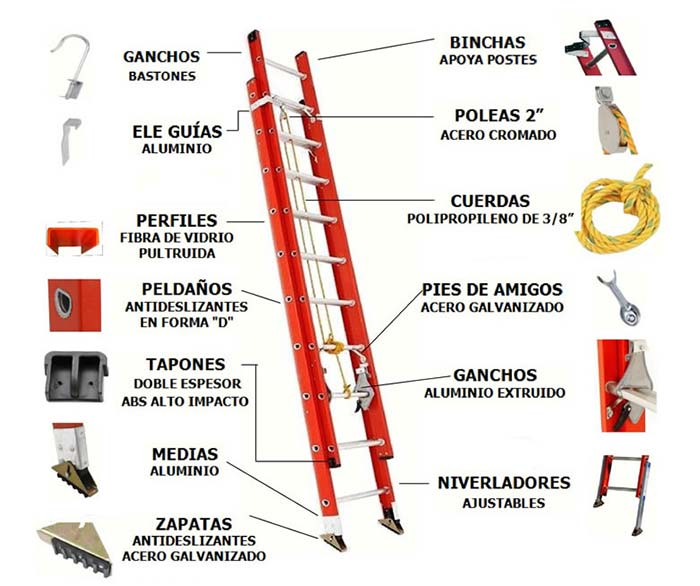 GANCHOS
BASTONES
ELE GUÍAS
ALUMINIO
PERFILES
FIBRA DE VIDRIO
PULTRUIDA
PELDAÑOS
ANTIDESLIZANTES
EN FORMA "D"
TAPONES
DOBLE ESPESOR
ABS ALTO IMPACTO
MEDIAS
ALUMINIO
ZAPATAS
ANTIDESLIZANTES
ACERO GALVANIZADO
BINCHAS
APOYA POSTES
POLEAS 2”
ACERO CROMADO
CUERDAS
POLIPROPILENO DE 3/8”
PIES DE AMIGOS
ACERO GALVANIZADO
GANCHOS
ALUMINIO EXTRUIDO
NIVERLADORES
AJUSTABLES